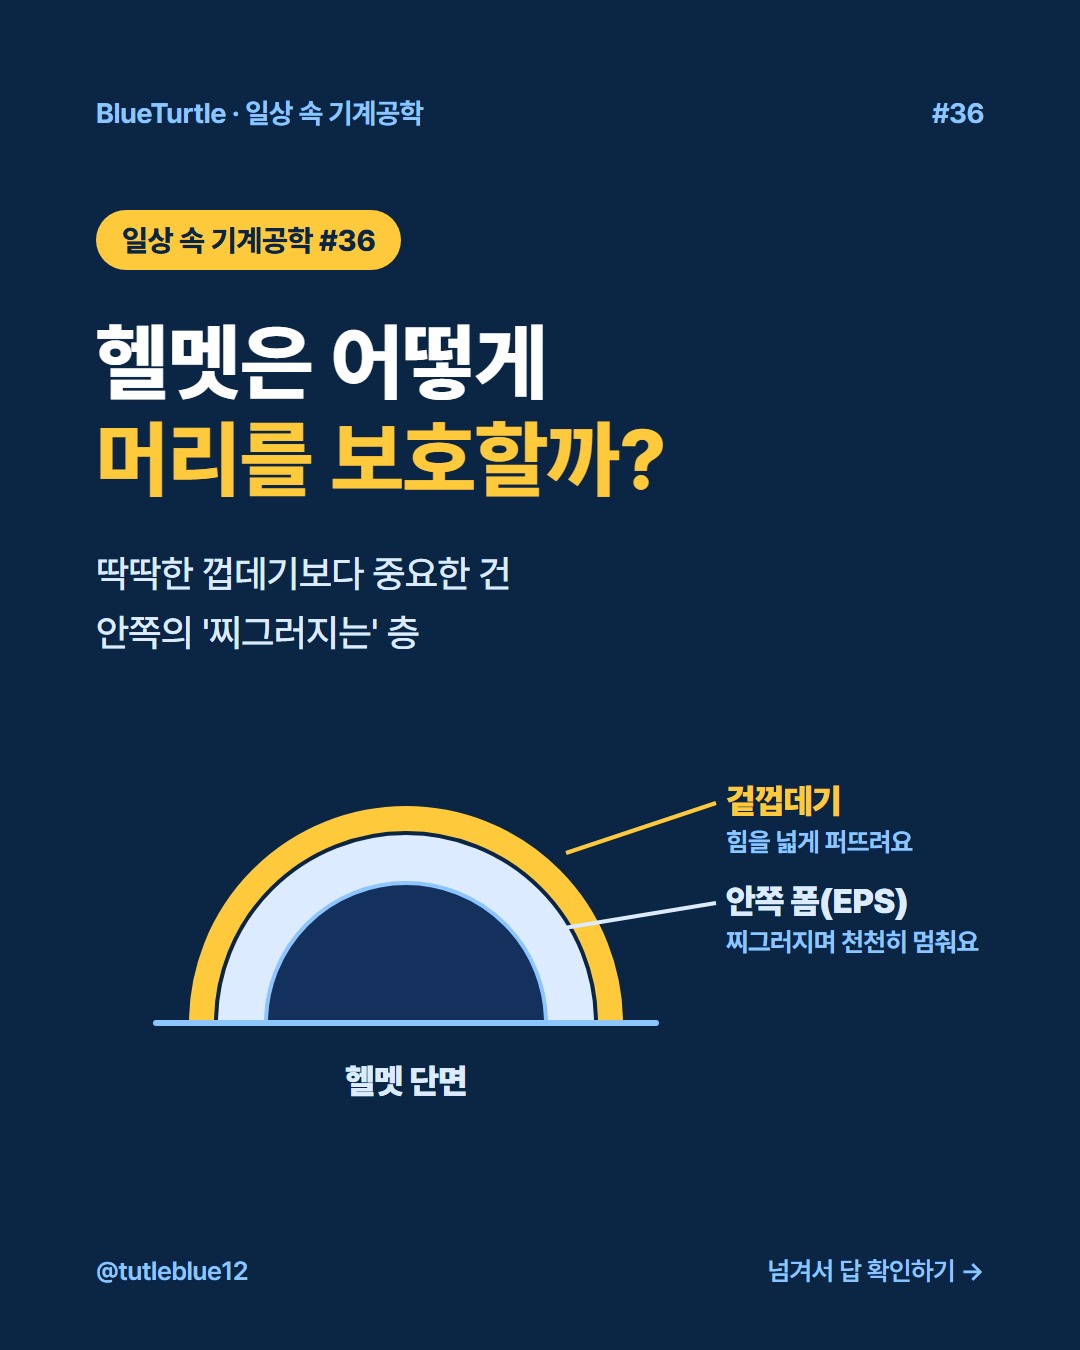 BlueTurtle · 일상 속 기계공학
#36
일상 속 기계공학 #36
헬멧은 어떻게
머리를 보호할까?
딱딱한 껍데기보다 중요한 건
안쪽의 '찌그러지는' 층
겉껍데기
힘을 넓게 퍼뜨려요
안쪽 폼(EPS)
찌그러지며 천천히 멈춰요
헬멧 단면
@tutleblue12
넘겨서 답 확인하기 →